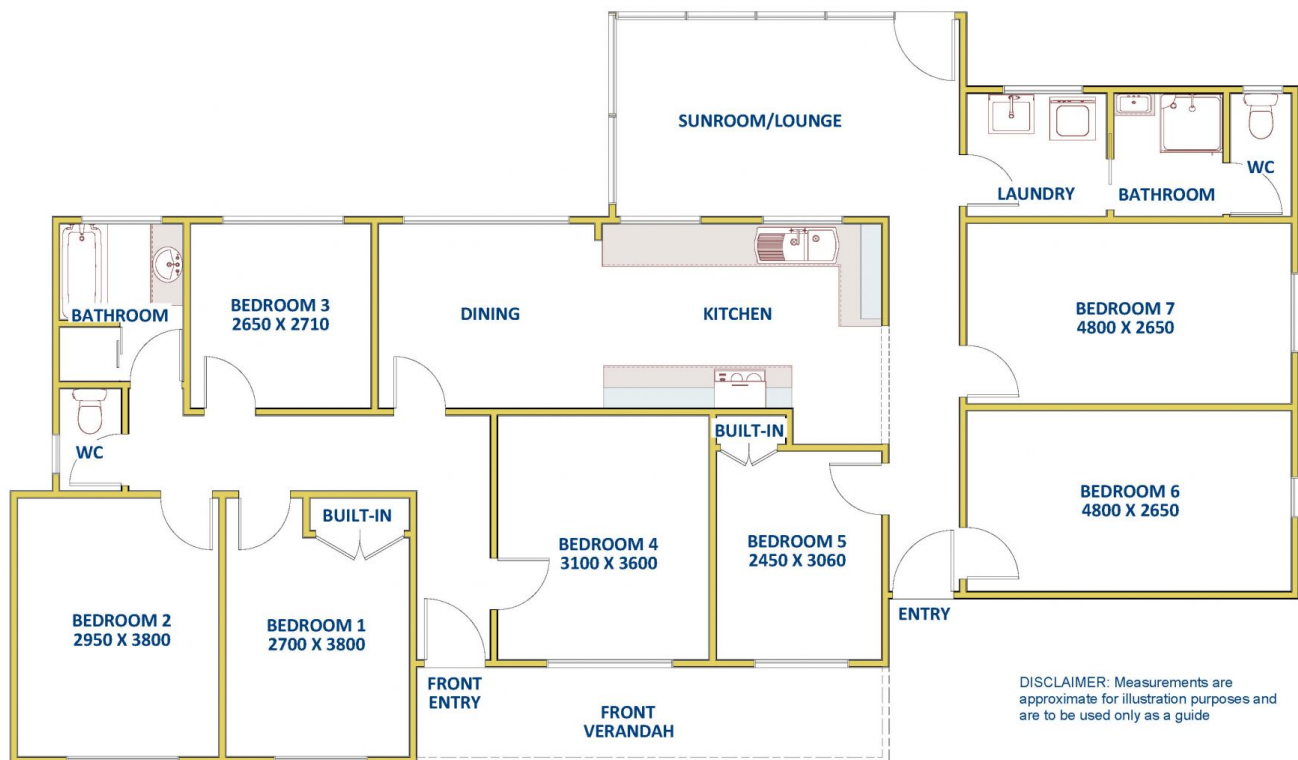 SUNROOM/LOUNGE
LAUNDRY
BATHROOM
WC
BATHROOM
BEDROOM 3
2650 X 2710
DINING
KITCHEN
BEDROOM 7
4800 X 2650
WC
BUILT-IN
BUILT-IN
BEDROOM 4
3100 X 3600
BEDROOM 5
2450 X 3060
BEDROOM 6
4800 X 2650
BEDROOM 2
2950 X 3800
BEDROOM 1
2700 X 3800
ENTRY
FRONT
ENTRY
FRONT
VERANDAH
DISCLAIMER: Measurements are
approximate for illustration purposes and
are to be used only as a guide